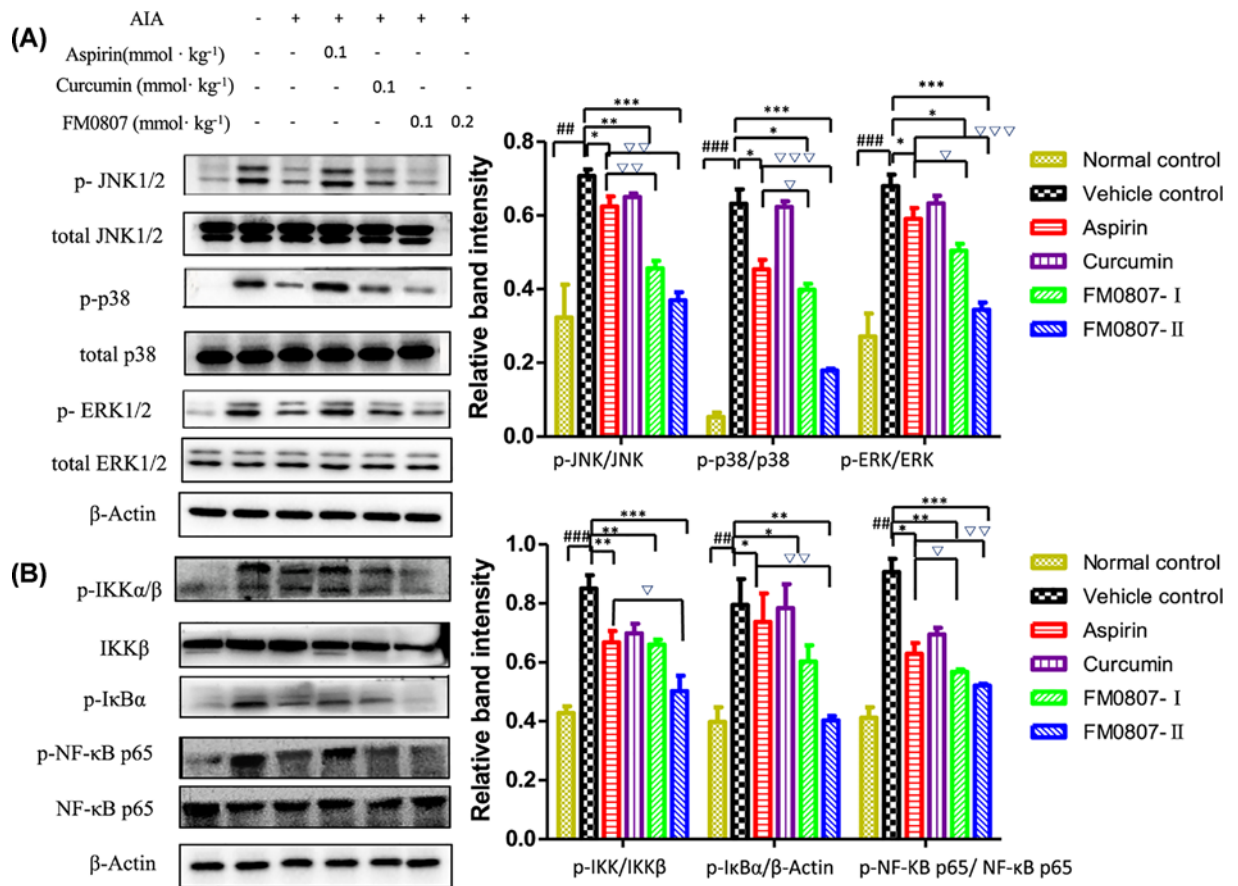 (A)
AIA - + + + + +
Aspirin(mmol · kg⁻¹) - - 0.1 - - -
Curcumin (mmol· kg⁻¹) - - - 0.1 - -
FM0807 (mmol· kg⁻¹) - - - - 0.1 0.2
p- JNK1/2
total JNK1/2
p-p38
total p38
p- ERK1/2
total ERK1/2
β-Actin
Relative band intensity
0.8
0.6
0.4
0.2
0.0
## * ** *** ▽▽ ▽▽
### * * *** ▽▽▽ ▽
### * * *** ▽▽▽ ▽
p-JNK/JNK p-p38/p38 p-ERK/ERK
Normal control
Vehicle control
Aspirin
Curcumin
FM0807- Ⅰ
FM0807- Ⅱ
(B)
p-IKKα/β
IKKβ
p-IκBα
p-NF-κB p65
NF-κB p65
β-Actin
Relative band intensity
1.0
0.8
0.6
0.4
0.2
0.0
### ** ** *** ▽
## * * ** ▽▽
## * ** *** ▽▽ ▽
p-IKK/IKKβ p-IκBα/β-Actin p-NF-KB p65/ NF-κB p65
Normal control
Vehicle control
Aspirin
Curcumin
FM0807- Ⅰ
FM0807- Ⅱ